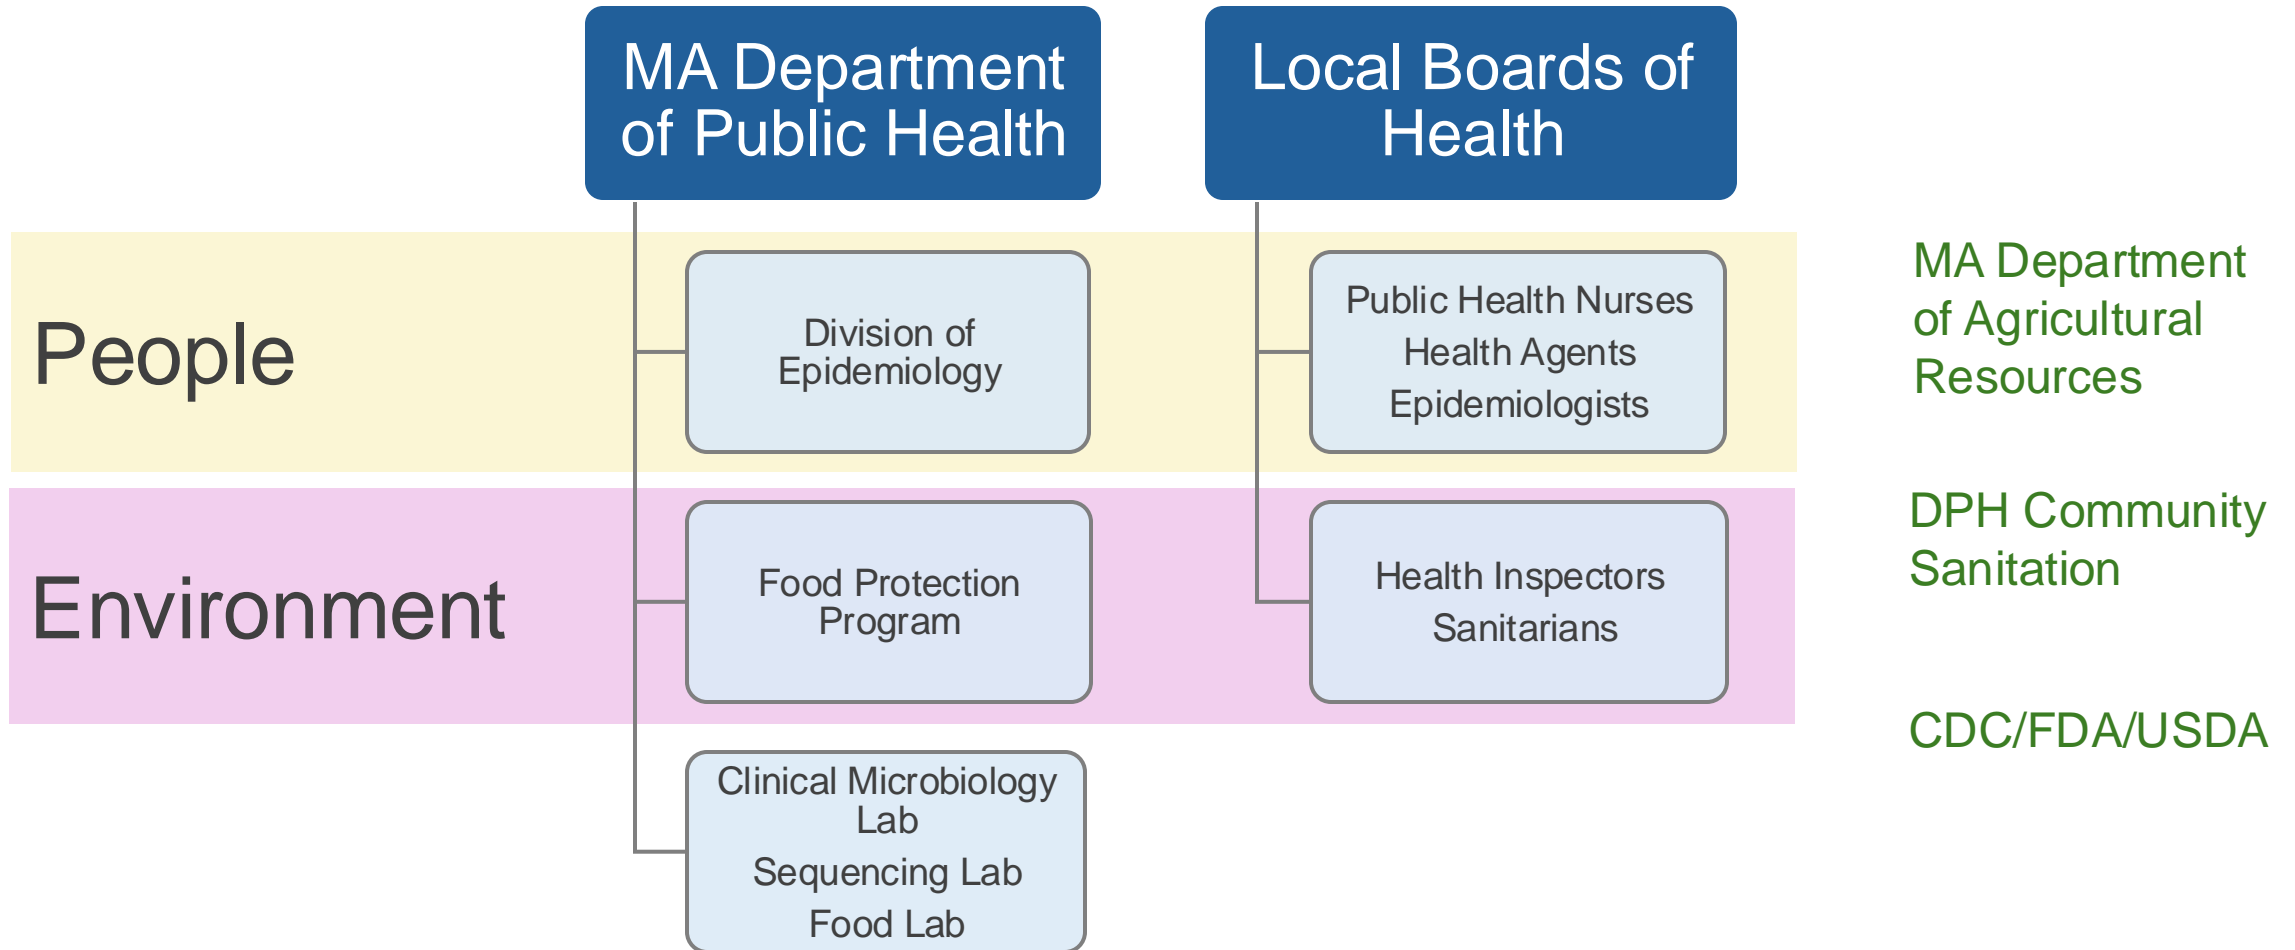 MA Department
of Public Health
Local Boards of
Health
People
Division of
Epidemiology
Public Health Nurses
Health Agents
Epidemiologists
MA Department
of Agricultural
Resources
Environment
Food Protection
Program
Health Inspectors
Sanitarians
DPH Community
Sanitation
Clinical Microbiology
Lab
Sequencing Lab
Food Lab
CDC/FDA/USDA